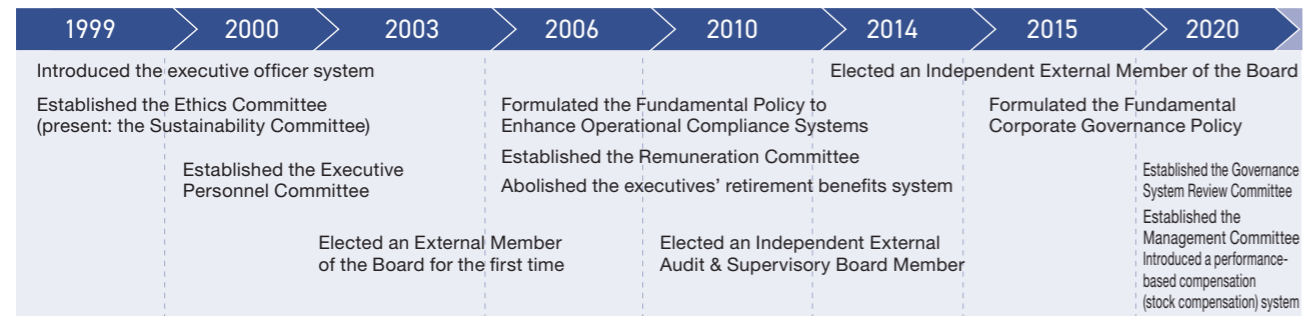 1999 2000 2003 2006 2010 2014 2015 2020
Introduced the executive officer system
Established the Ethics Committee
(present: the Sustainability Committee)
Established the Executive
Personnel Committee
Elected an External Member
of the Board for the first time
Formulated the Fundamental Policy to
Enhance Operational Compliance Systems
Established the Remuneration Committee
Abolished the executives’ retirement benefits system
Elected an Independent External
Audit & Supervisory Board Member
Elected an Independent External Member of the Board
Formulated the Fundamental
Corporate Governance Policy
Established the Governance
System Review Committee
Established the
Management Committee
Introduced a performance-
based compensation
(stock compensation) system